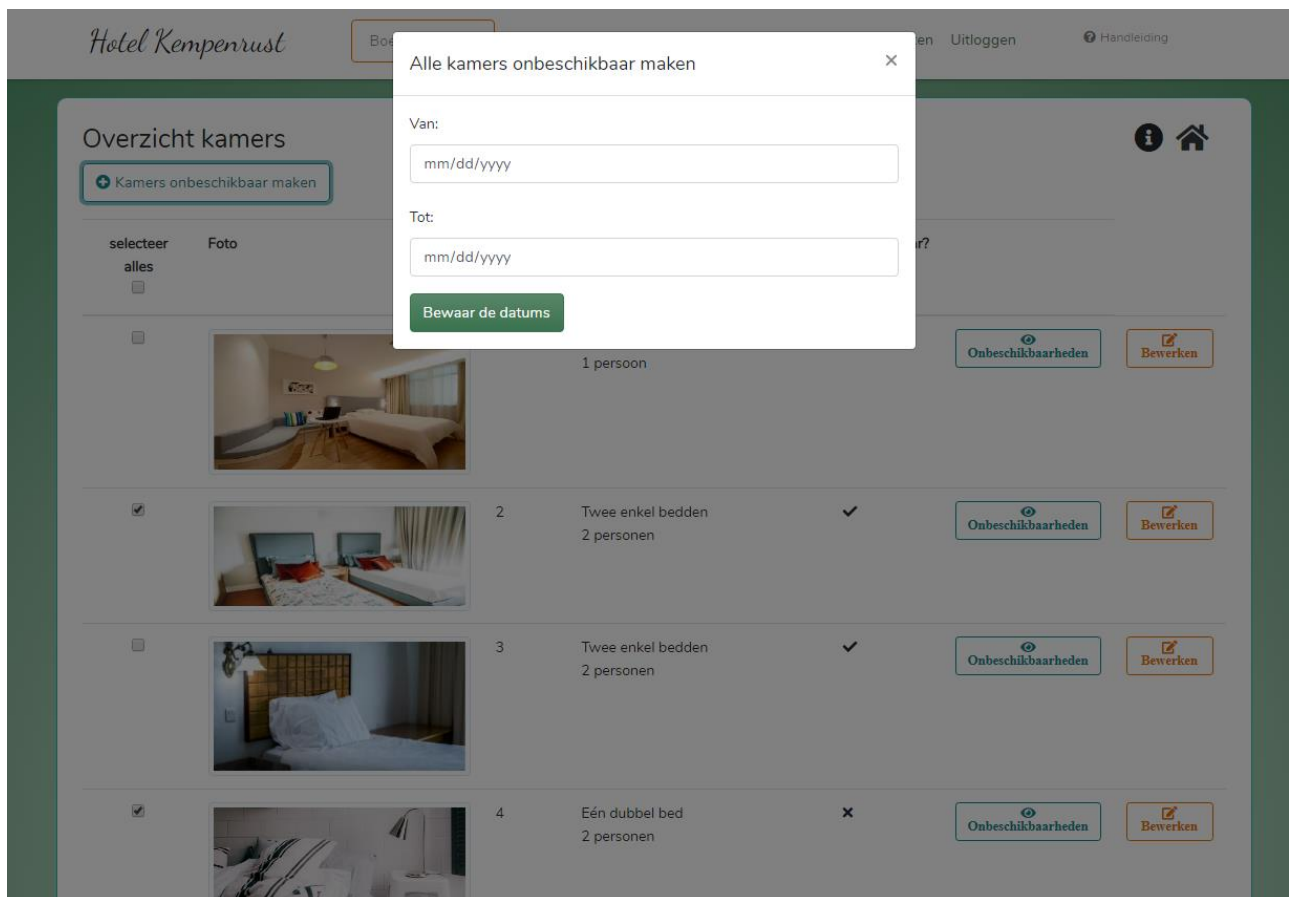 Hotel Kempenrust
Uitloggen
Handleiding
Alle kamers onbeschikbaar maken
Van:
mm/dd/yyyy
Tot:
mm/dd/yyyy
Bewaar de datums
Overzicht kamers
Kamers onbeschikbaar maken
selecteer
alles
Foto
1 persoon
Onbeschikbaarheden
Bewerken
2
Twee enkel bedden
2 personen
Onbeschikbaarheden
Bewerken
3
Twee enkel bedden
2 personen
Onbeschikbaarheden
Bewerken
4
Eén dubbel bed
2 personen
Onbeschikbaarheden
Bewerken